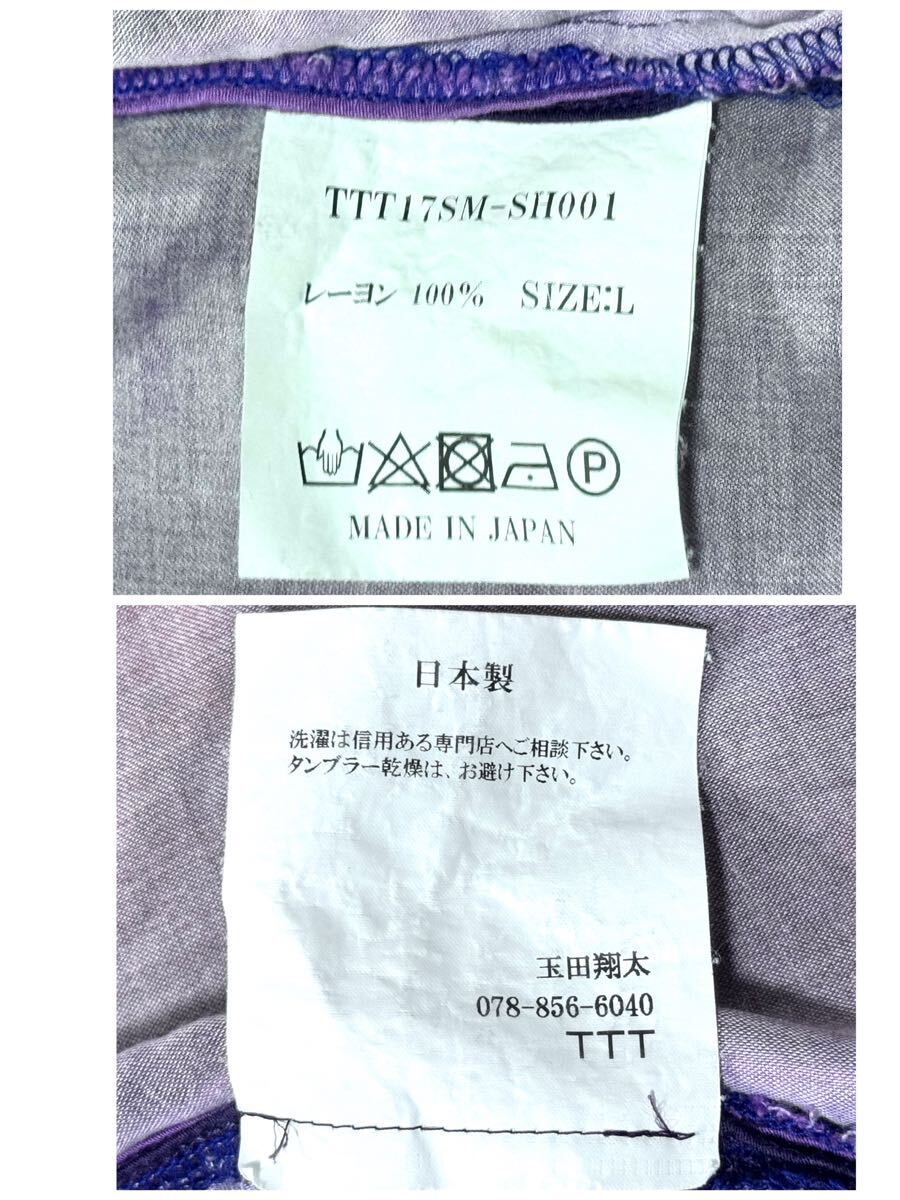 TTT17SM-SH001
レーヨン 100% SIZE:L
P
MADE IN JAPAN
日本製
洗濯は信用ある専門店へご相談下さい。
タンブラー乾燥は、お避け下さい。
玉田翔太
078-856-6040
TTT